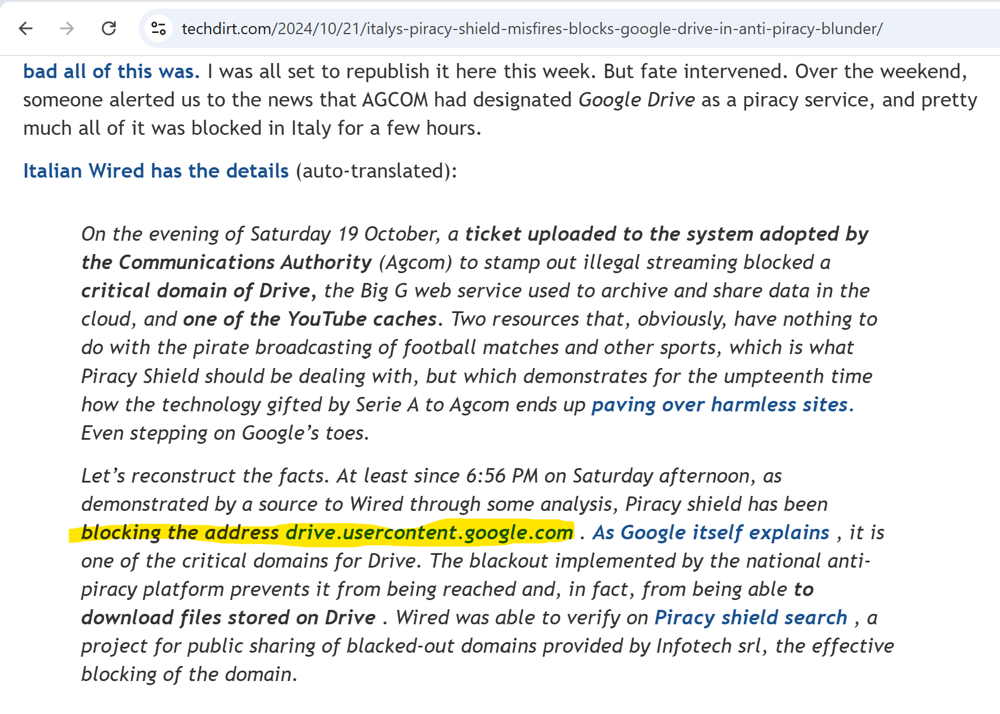 techdirt.com/2024/10/21/italys-piracy-shield-misfires-blocks-google-drive-in-anti-piracy-blunder/
bad all of this was. I was all set to republish it here this week. But fate intervened. Over the weekend,
someone alerted us to the news that AGCOM had designated Google Drive as a piracy service, and pretty
much all of it was blocked in Italy for a few hours.
Italian Wired has the details (auto-translated):
On the evening of Saturday 19 October, a ticket uploaded to the system adopted by
the Communications Authority (Agcom) to stamp out illegal streaming blocked a
critical domain of Drive, the Big G web service used to archive and share data in the
cloud, and one of the YouTube caches. Two resources that, obviously, have nothing to
do with the pirate broadcasting of football matches and other sports, which is what
Piracy Shield should be dealing with, but which demonstrates for the umpteenth time
how the technology gifted by Serie A to Agcom ends up paving over harmless sites.
Even stepping on Google’s toes.
Let’s reconstruct the facts. At least since 6:56 PM on Saturday afternoon, as
demonstrated by a source to Wired through some analysis, Piracy shield has been
blocking the address drive.usercontent.google.com . As Google itself explains , it is
one of the critical domains for Drive. The blackout implemented by the national anti-
piracy platform prevents it from being reached and, in fact, from being able to
download files stored on Drive . Wired was able to verify on Piracy shield search , a
project for public sharing of blacked-out domains provided by Infotech srl, the effective
blocking of the domain.